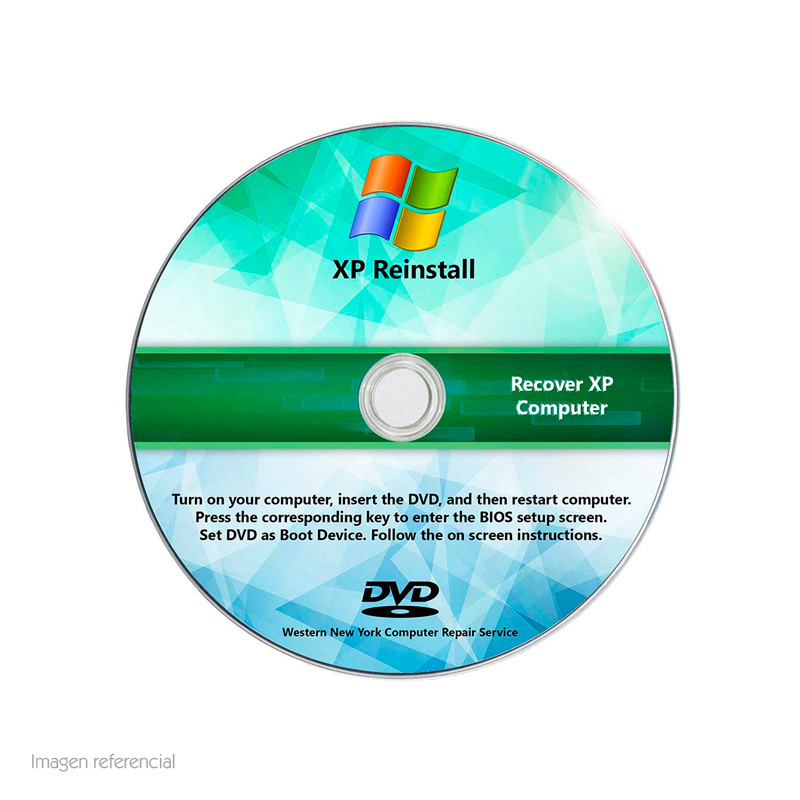 XP Reinstall
Recover XP
Computer
Turn on your computer, insert the DVD, and then restart computer.
Press the corresponding key to enter the BIOS setup screen.
Set DVD as Boot Device. Follow the on screen instructions.
DVD
Western New York Computer Repair Service
Imagen referencial